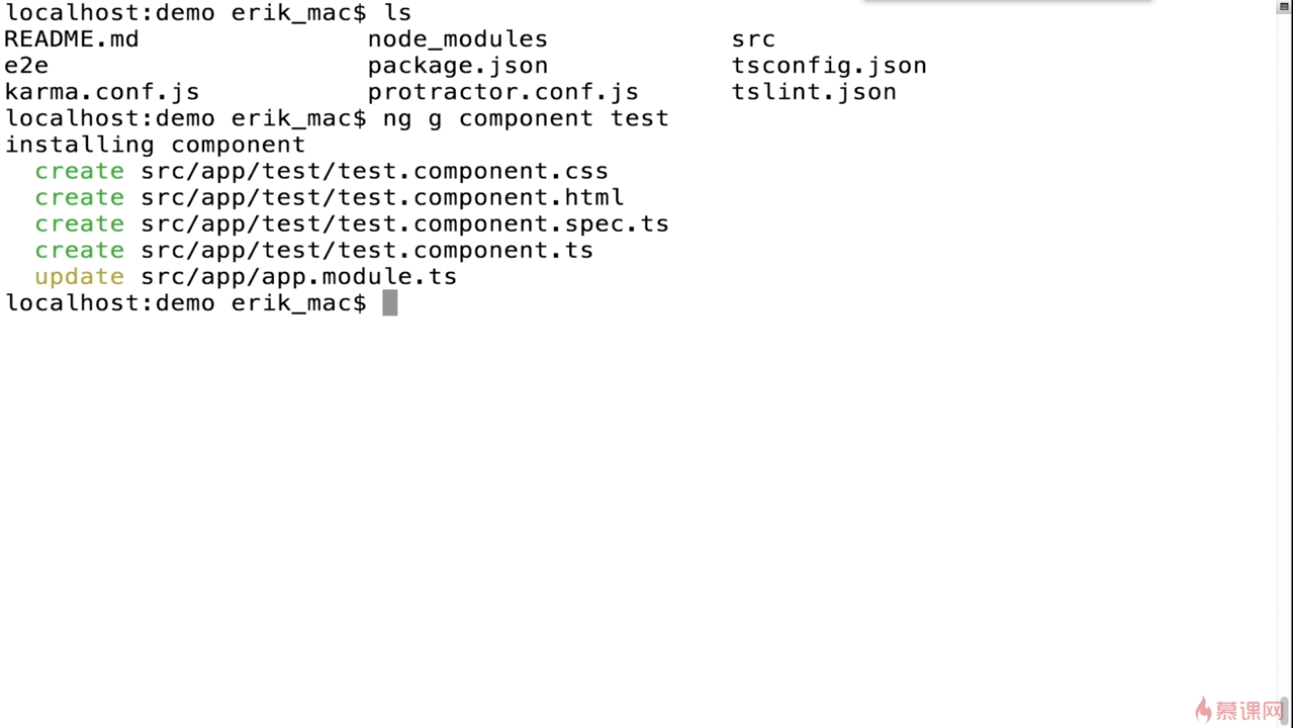 localhost:demo erik_mac$ ls
README.md node_modules src
e2e package.json tsconfig.json
karma.conf.js protractor.conf.js tslint.json
localhost:demo erik_mac$ ng g component test
installing component
create src/app/test/test.component.css
create src/app/test/test.component.html
create src/app/test/test.component.spec.ts
create src/app/test/test.component.ts
update src/app/app.module.ts
localhost:demo erik_mac$
慕课网